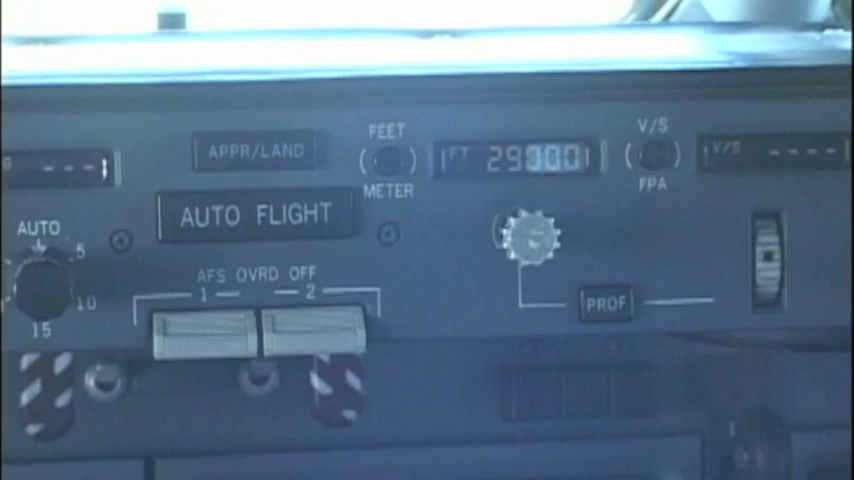 FEET
V/S
APPR/LAND
G ---
FT 29000
V/S ----
METER
FPA
AUTO FLIGHT
AUTO
5
AFS OVRD OFF
1
2
10
PROF
15